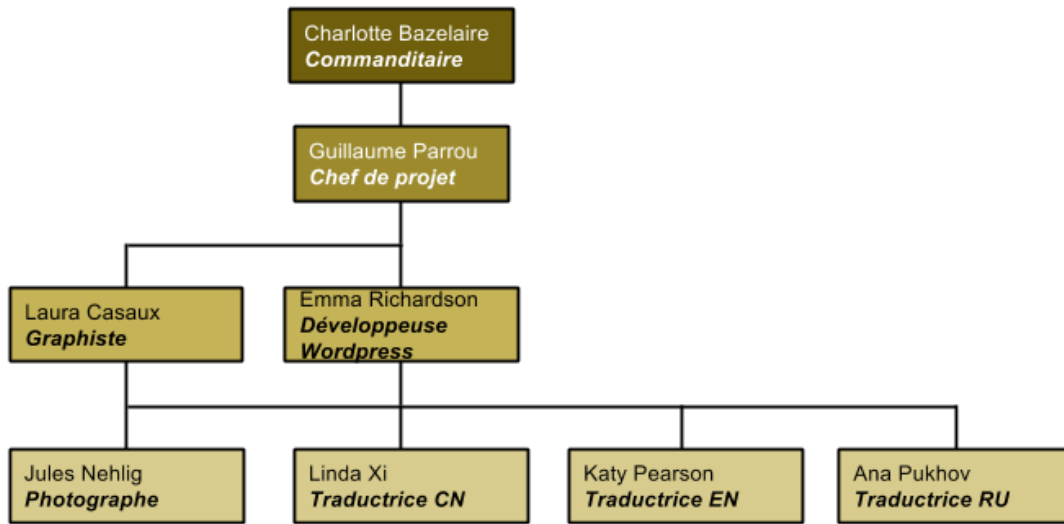 Charlotte Bazelaire
Commanditaire
Guillaume Parrou
Chef de projet
Laura Casaux
Graphiste
Emma Richardson
Développeuse
Wordpress
Jules Nehlig
Photographe
Linda Xi
Traductrice CN
Katy Pearson
Traductrice EN
Ana Pukhov
Traductrice RU